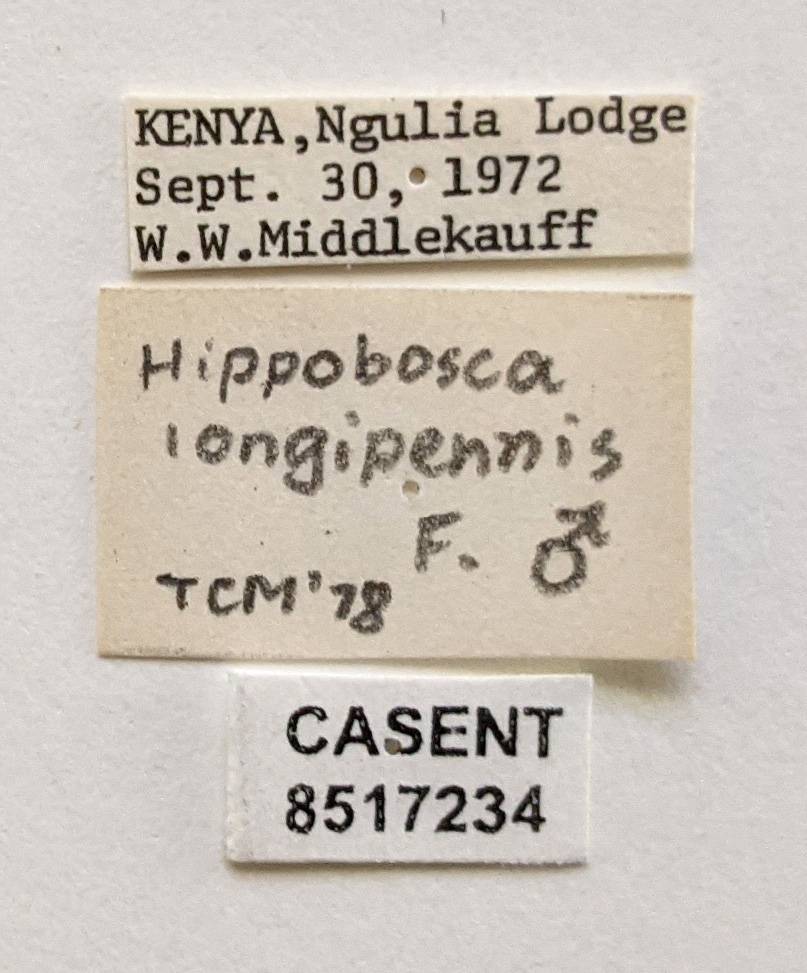 KENYA,Ngulia Lodge
Sept. 30, 1972
W.W.Middlekauff
Hippobosca
longipennis
F. ♂
TCM'78
CASENT
8517234